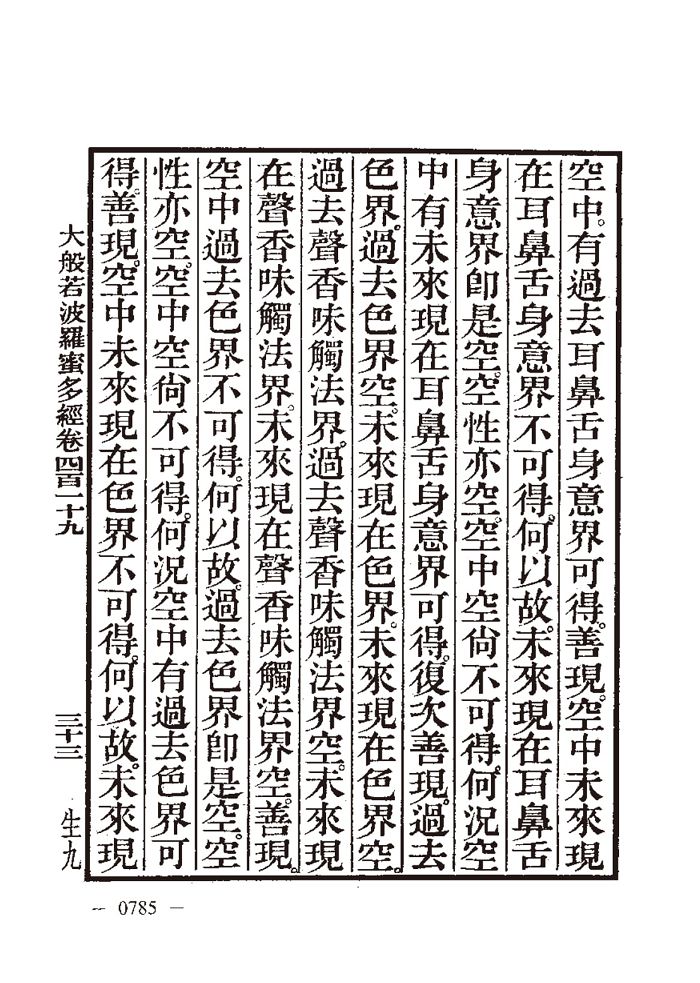 空中。有過去耳鼻舌身意界可得。善現。空中未來現
在耳鼻舌身意界不可得。何以故。未來現在耳鼻舌
身意界卽是空。空性亦空。空中空尙不可得。何況空
中有未來現在耳鼻舌身意界可得。復次善現。過去
色界。過去色界空。未來現在色界。未來現在色界空。
過去聲香味觸法界。過去聲香味觸法界空。未來現
在聲香味觸法界。未來現在聲香味觸法界空。善現。
空中過去色界不可得。何以故。過去色界卽是空。空
性亦空。空中空尙不可得。何況空中有過去色界可
得。善現。空中未來現在色界不可得。何以故。未來現
大般若波羅蜜多經卷四百一十九 三十三 生九
— 0785 —